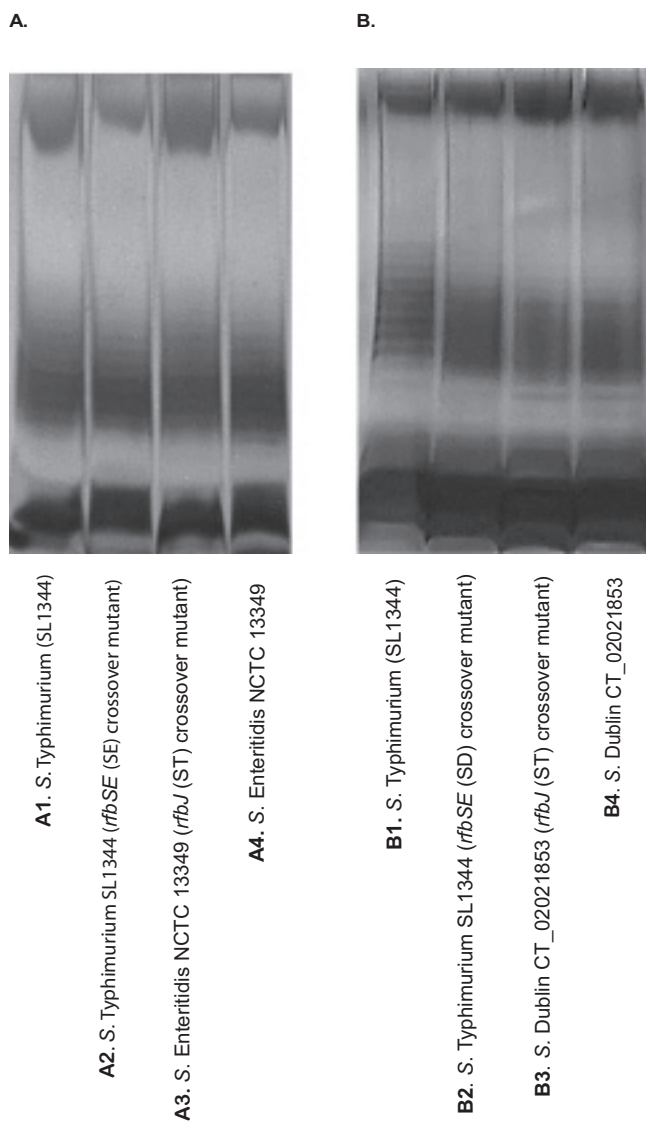 A.
B.
A1. S. Typhimurium (SL1344)
A2. S. Typhimurium SL1344 (rfbSE (SE) crossover mutant)
A3. S. Enteritidis NCTC 13349 (rfbJ (ST) crossover mutant)
A4. S. Enteritidis NCTC 13349
B1. S. Typhimurium (SL1344)
B2. S. Typhimurium SL1344 (rfbSE (SD) crossover mutant)
B3. S. Dublin CT_02021853 (rfbJ (ST) crossover mutant)
B4. S. Dublin CT_02021853